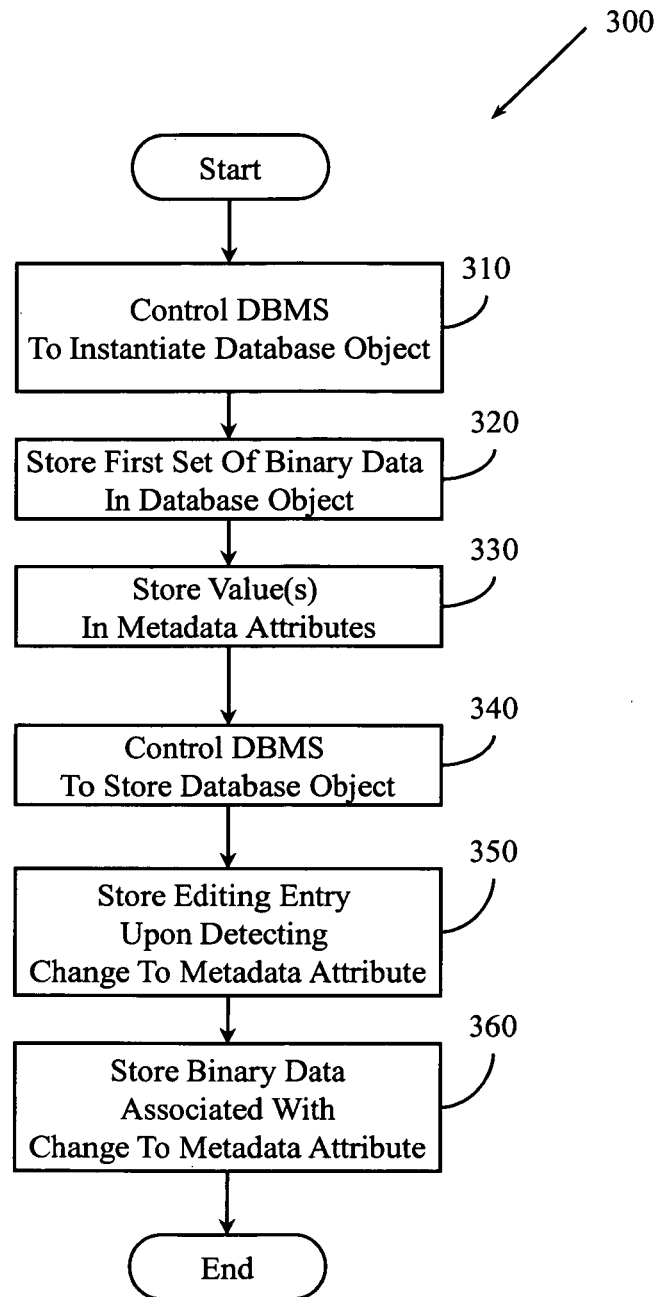 300
Start
310
Control DBMS
To Instantiate Database Object
320
Store First Set Of Binary Data
In Database Object
330
Store Value(s)
In Metadata Attributes
340
Control DBMS
To Store Database Object
350
Store Editing Entry
Upon Detecting
Change To Metadata Attribute
360
Store Binary Data
Associated With
Change To Metadata Attribute
End